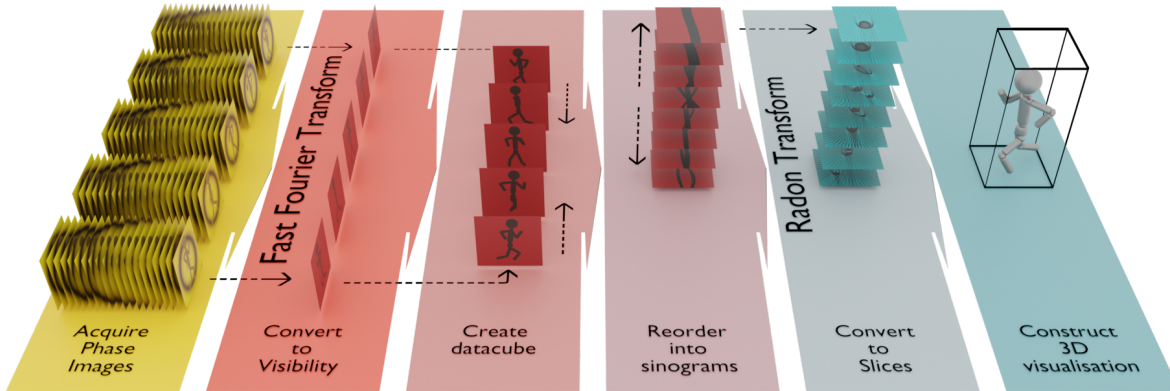 Acquire
Phase
Images
Fast Fourier Transform
Convert
to
Visibility
Create
datacube
Reorder
into
sinograms
Radon Transform
Convert
to
Slices
Construct
3D
visualisation